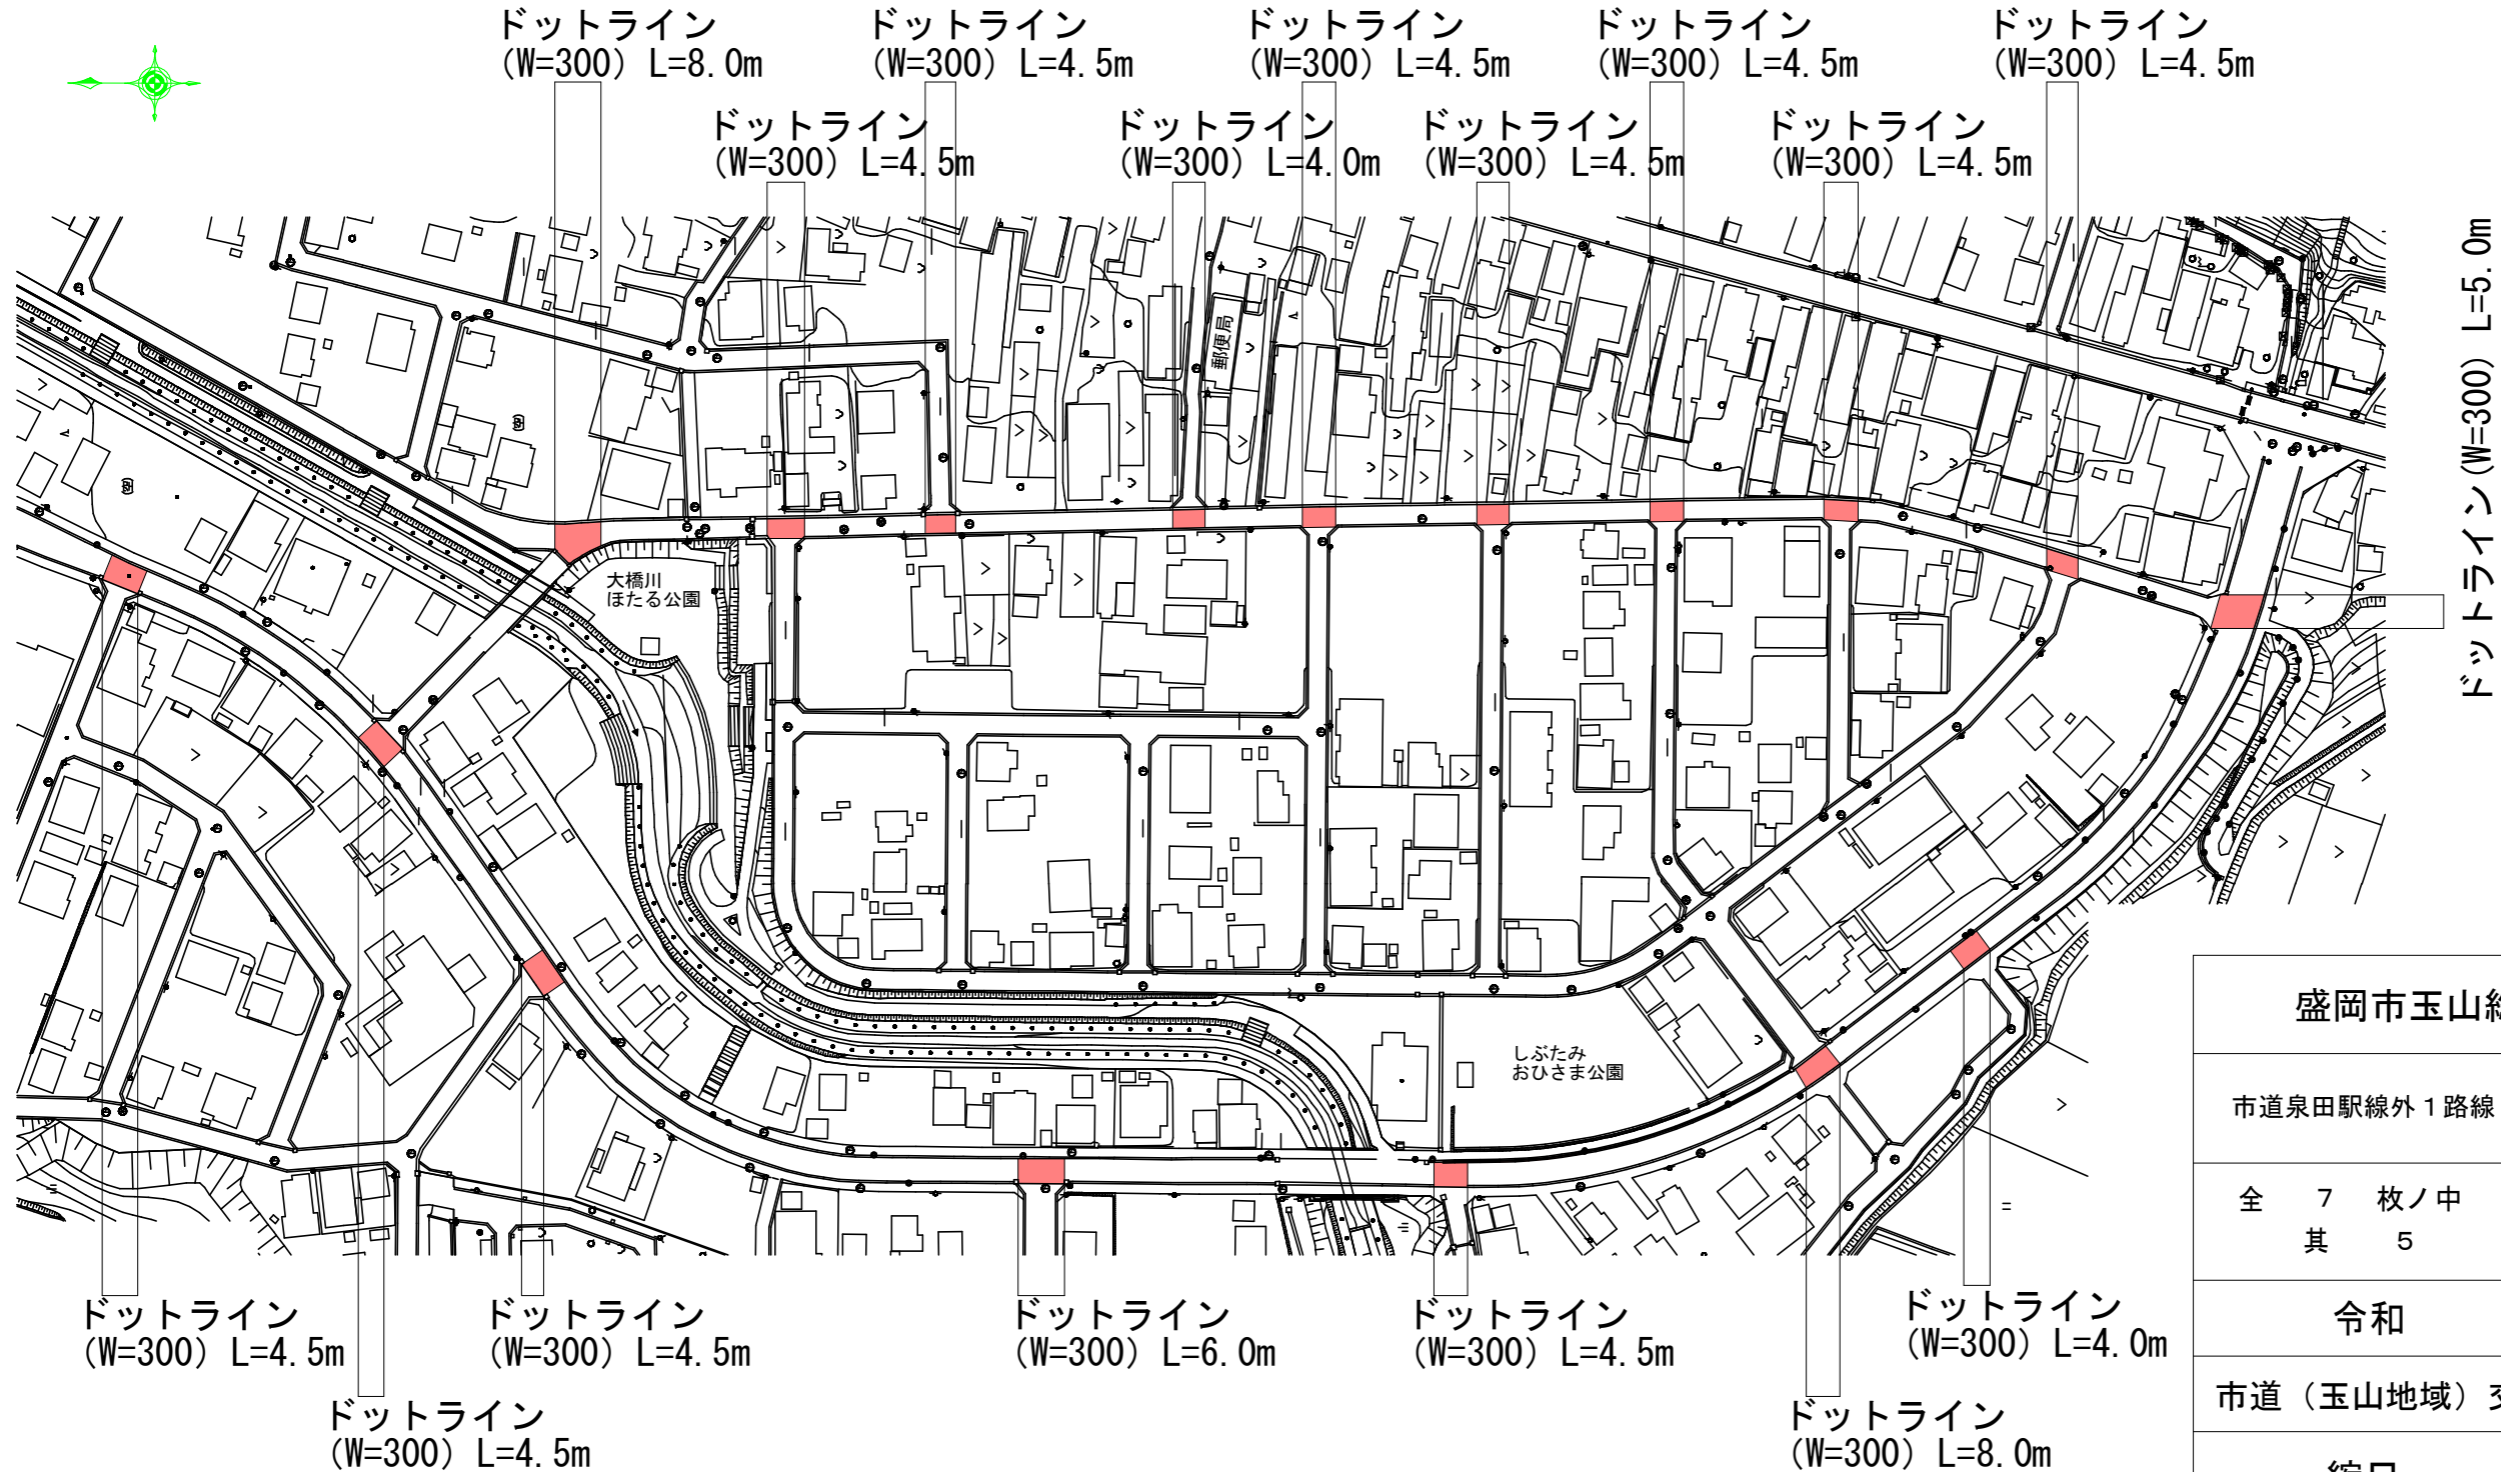 ドットライン
(W=300) L=8.0m
ドットライン
(W=300) L=4.5m
ドットライン
(W=300) L=4.5m
ドットライン
(W=300) L=4.5m
ドットライン
(W=300) L=4.5m
ドットライン
(W=300) L=4.5m
ドットライン
(W=300) L=4.0m
ドットライン
(W=300) L=4.5m
ドットライン
(W=300) L=4.5m
ドットライン(W=300) L=5.0m
郵便局
大橋川
ほたる公園
しぶたみ
おひさま公園
ドットライン
(W=300) L=4.5m
ドットライン
(W=300) L=4.5m
ドットライン
(W=300) L=6.0m
ドットライン
(W=300) L=4.5m
ドットライン
(W=300) L=4.0m
ドットライン
(W=300) L=4.5m
ドットライン
(W=300) L=8.0m
盛岡市玉山
市道泉田駅線外１路線
全 7 枚ノ中
其 5
令和
市道（玉山地域）